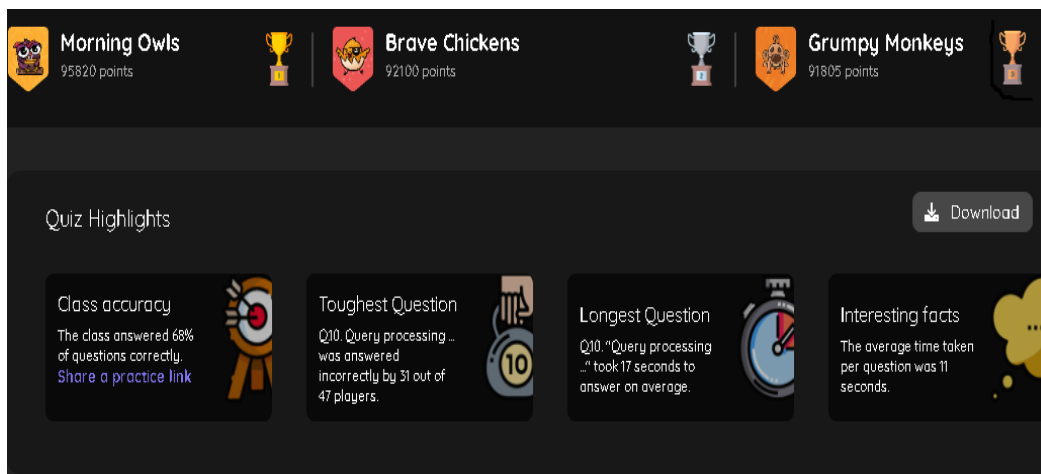 Morning Owls
95820 points
1
Brave Chickens
92100 points
2
Grumpy Monkeys
91805 points
3
Quiz Highlights
Download
Class accuracy
The class answered 68%
of questions correctly.
Share a practice link
Toughest Question
Q10. Query processing ...
was answered
incorrectly by 31 out of
47 players.
10
Longest Question
Q10. "Query processing
..." took 17 seconds to
answer on average.
Interesting facts
The average time taken
per question was 11
seconds.